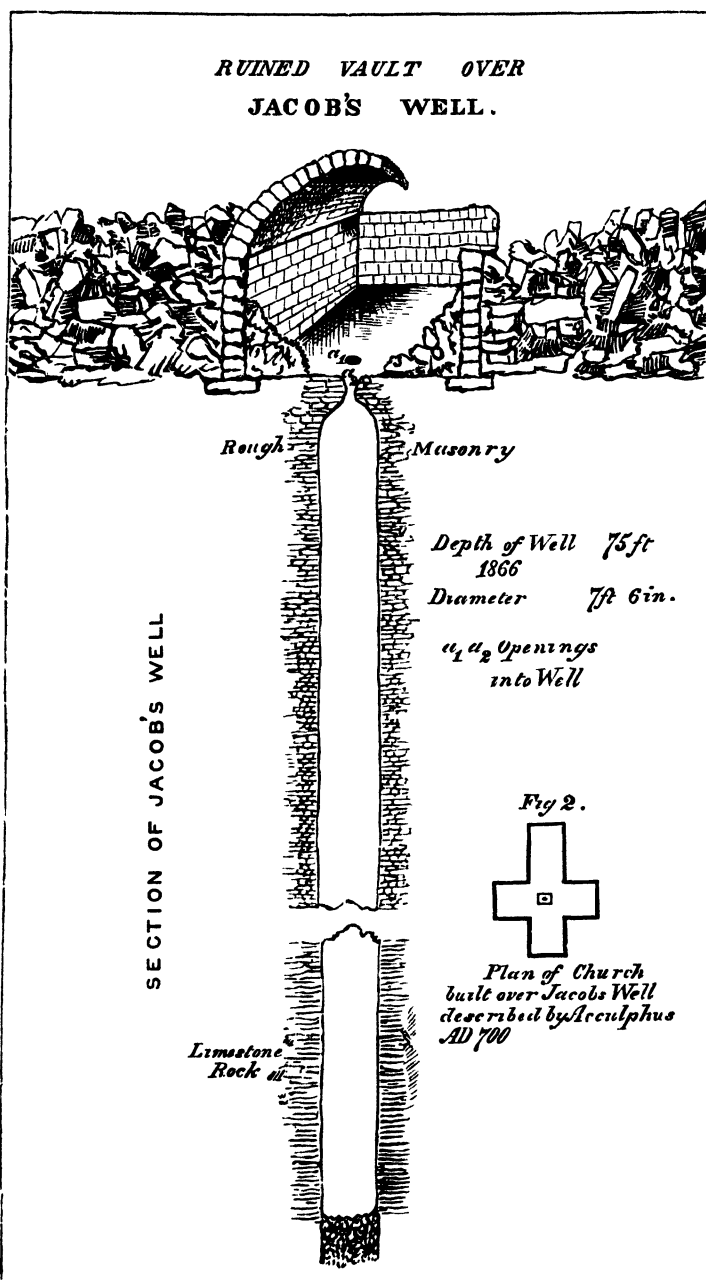 RUINED VAULT OVER
JACOB'S WELL.
a1
Rough Masonry
Depth of Well 75ft
1866
Diameter 7ft 6in.
a1 a2 Openings
into Well
SECTION OF JACOB'S WELL
Fig 2.
Plan of Church
built over Jacobs Well
described by Arculphus
AD 700
Limestone
Rock